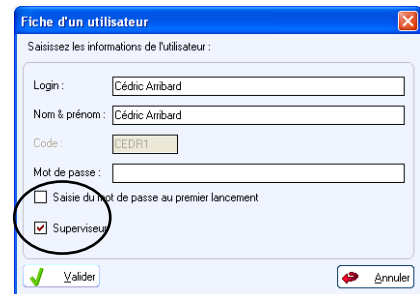 Fiche d'un utilisateur
Saisissez les informations de l'utilisateur :
Login : Cédric Arribard
Nom & prénom : Cédric Arribard
Code : CEDR1
Mot de passe :
Saisie du mot de passe au premier lancement
Superviseur
Valider Annuler